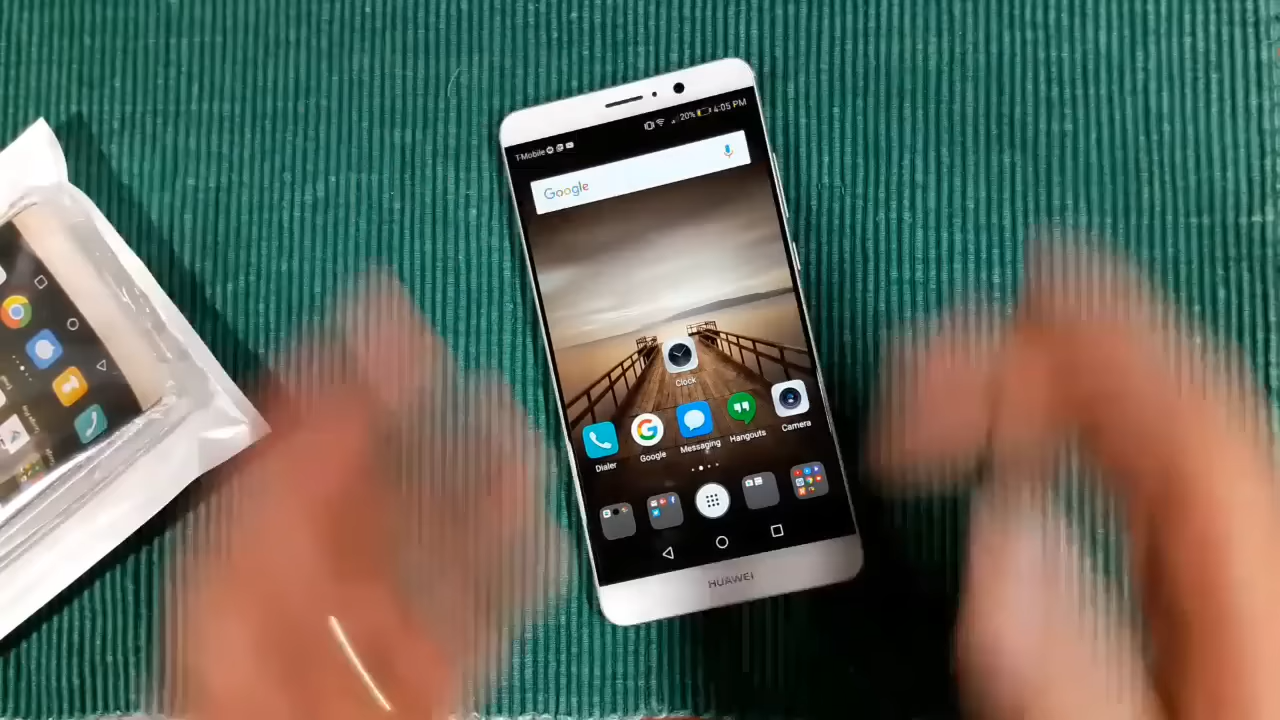 T-Mobile
20% 4:05 PM
Google
Clock
Dialer
Google
Messaging
Hangouts
Camera
HUAWEI